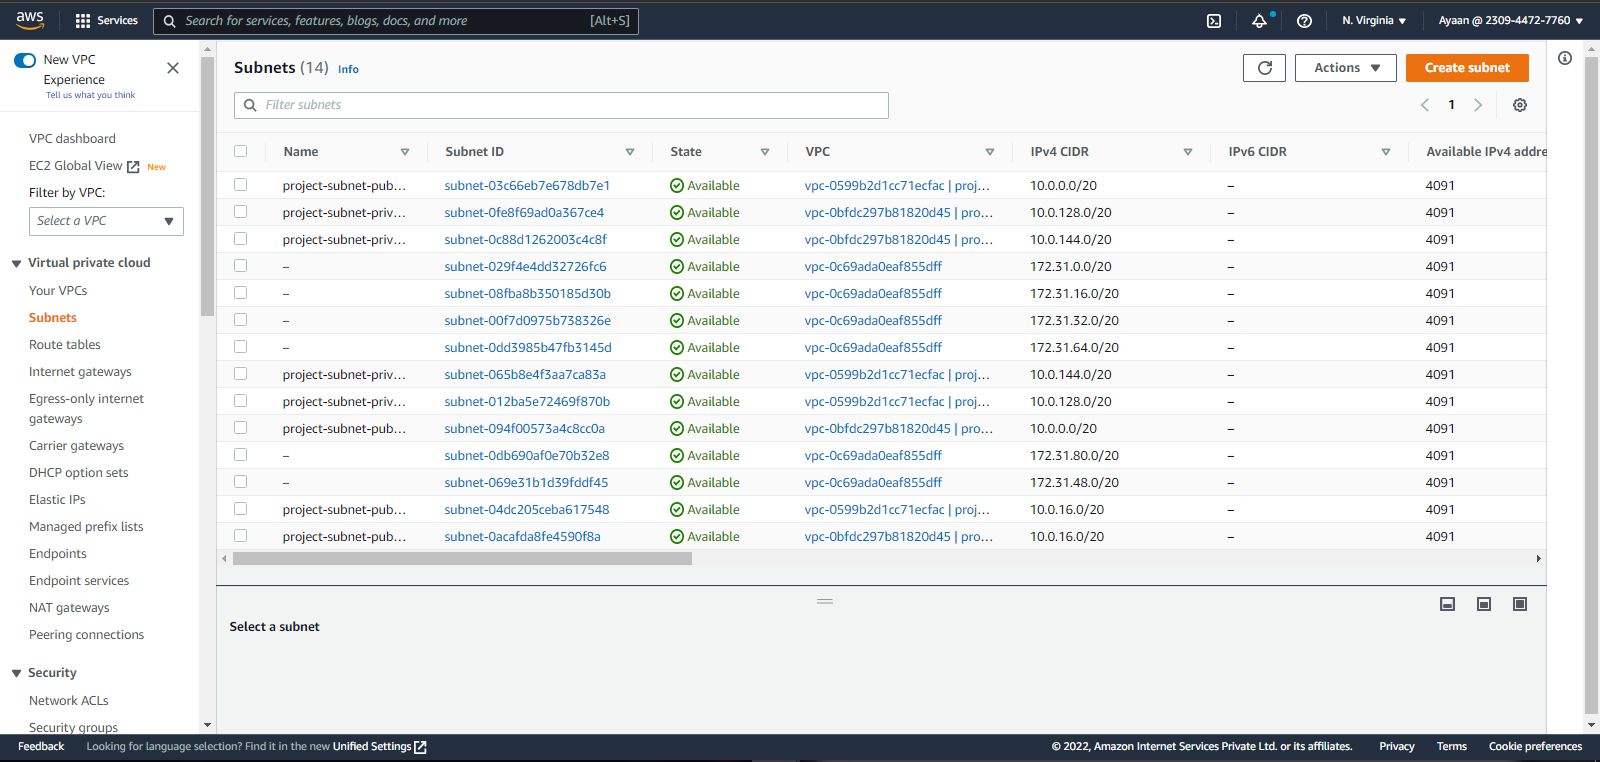 aws Services Search for services, features, blogs, docs, and more [Alt+S] N. Virginia Ayaan @ 2309-4472-7760
New VPC
Experience
Tell us what you think
VPC dashboard
EC2 Global View New
Filter by VPC:
Select a VPC
Virtual private cloud
Your VPCs
Subnets
Route tables
Internet gateways
Egress-only internet
gateways
Carrier gateways
DHCP option sets
Elastic IPs
Managed prefix lists
Endpoints
Endpoint services
NAT gateways
Peering connections
Security
Network ACLs
Security groups
Subnets (14) Info Actions Create subnet
Filter subnets 1
Name Subnet ID State VPC IPv4 CIDR IPv6 CIDR Available IPv4 addre
project-subnet-pub... subnet-03c66eb7e678db7e1 Available vpc-0599b2d1cc71ecfac | proj... 10.0.0.0/20 – 4091
project-subnet-priv... subnet-0fe8f69ad0a367ce4 Available vpc-0bfdc297b81820d45 | pro... 10.0.128.0/20 – 4091
project-subnet-priv... subnet-0c88d1262003c4c8f Available vpc-0bfdc297b81820d45 | pro... 10.0.144.0/20 – 4091
– subnet-029f4e4dd32726fc6 Available vpc-0c69ada0eaf855dff 172.31.0.0/20 – 4091
– subnet-08fba8b350185d30b Available vpc-0c69ada0eaf855dff 172.31.16.0/20 – 4091
– subnet-00f7d0975b738326e Available vpc-0c69ada0eaf855dff 172.31.32.0/20 – 4091
– subnet-0dd3985b47fb3145d Available vpc-0c69ada0eaf855dff 172.31.64.0/20 – 4091
project-subnet-priv... subnet-065b8e4f3aa7ca83a Available vpc-0599b2d1cc71ecfac | proj... 10.0.144.0/20 – 4091
project-subnet-priv... subnet-012ba5e72469f870b Available vpc-0599b2d1cc71ecfac | proj... 10.0.128.0/20 – 4091
project-subnet-pub... subnet-094f00573a4c8cc0a Available vpc-0bfdc297b81820d45 | pro... 10.0.0.0/20 – 4091
– subnet-0db690af0e70b32e8 Available vpc-0c69ada0eaf855dff 172.31.80.0/20 – 4091
– subnet-069e31b1d39fddf45 Available vpc-0c69ada0eaf855dff 172.31.48.0/20 – 4091
project-subnet-pub... subnet-04dc205ceba617548 Available vpc-0599b2d1cc71ecfac | proj... 10.0.16.0/20 – 4091
project-subnet-pub... subnet-0acafda8fe4590f8a Available vpc-0bfdc297b81820d45 | pro... 10.0.16.0/20 – 4091
Select a subnet
Feedback Looking for language selection? Find it in the new Unified Settings © 2022, Amazon Internet Services Private Ltd. or its affiliates. Privacy Terms Cookie preferences